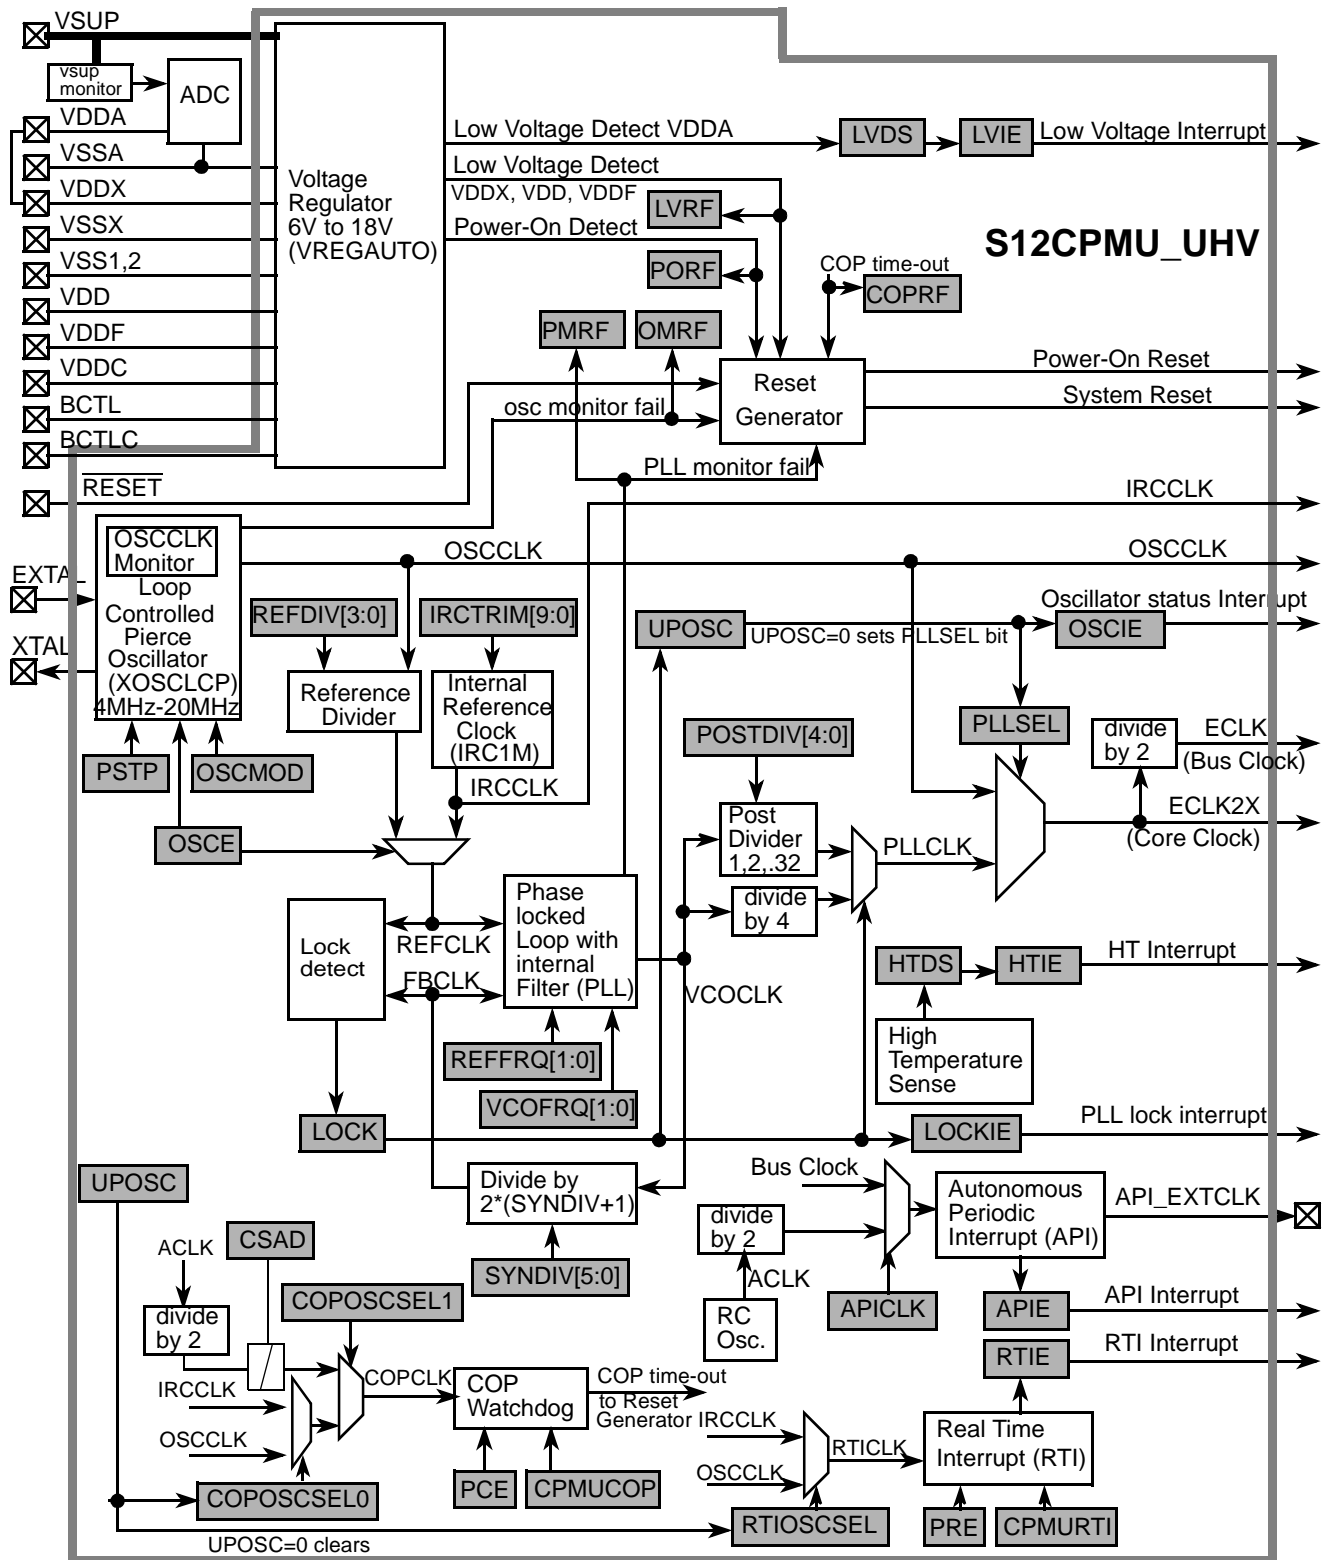 VSUP
vsup
monitor
ADC
VDDA
VSSA
VDDX
VSSX
VSS1,2
VDD
VDDF
VDDC
BCTL
BCTLC
RESET
Voltage
Regulator
6V to 18V
(VREGAUTO)
Low Voltage Detect VDDA
Low Voltage Detect
VDDX, VDD, VDDF
Power-On Detect
LVDS
LVIE
Low Voltage Interrupt
LVRF
PORF
S12CPMU_UHV
COP time-out
COPRF
PMRF
OMRF
osc monitor fail
Reset
Generator
Power-On Reset
System Reset
PLL monitor fail
IRCCLK
OSCCLK
Monitor
Loop
Controlled
Pierce
Oscillator
(XOSCLCP)
4MHz-20MHz
EXTAL
XTAL
OSCCLK
OSCCLK
REFDIV[3:0]
IRCTRIM[9:0]
UPOSC
UPOSC=0 sets PLLSEL bit
Oscillator status Interrupt
OSCIE
Reference
Divider
Internal
Reference
Clock
(IRC1M)
PSTP
OSCMOD
OSCE
IRCCLK
POSTDIV[4:0]
PLLSEL
divide
by 2
ECLK
(Bus Clock)
ECLK2X
(Core Clock)
Post
Divider
1,2,.32
PLLCLK
divide
by 4
Phase
locked
Loop with
internal
Filter (PLL)
Lock
detect
REFCLK
FBCLK
VCOCLK
REFFRQ[1:0]
VCOFRQ[1:0]
HTDS
HTIE
HT Interrupt
High
Temperature
Sense
LOCK
LOCKIE
PLL lock interrupt
UPOSC
Divide by
2*(SYNDIV+1)
SYNDIV[5:0]
Bus Clock
divide
by 2
ACLK
RC
Osc.
APICLK
Autonomous
Periodic
Interrupt (API)
API_EXTCLK
APIE
API Interrupt
RTIE
RTI Interrupt
ACLK
CSAD
divide
by 2
COPOSCSEL1
IRCCLK
OSCCLK
COPCLK
COP
Watchdog
COP time-out
to Reset
Generator
IRCCLK
OSCCLK
RTICLK
Real Time
Interrupt (RTI)
COPOSCSEL0
PCE
CPMUCOP
RTIOSCSEL
PRE
CPMURTI
UPOSC=0 clears